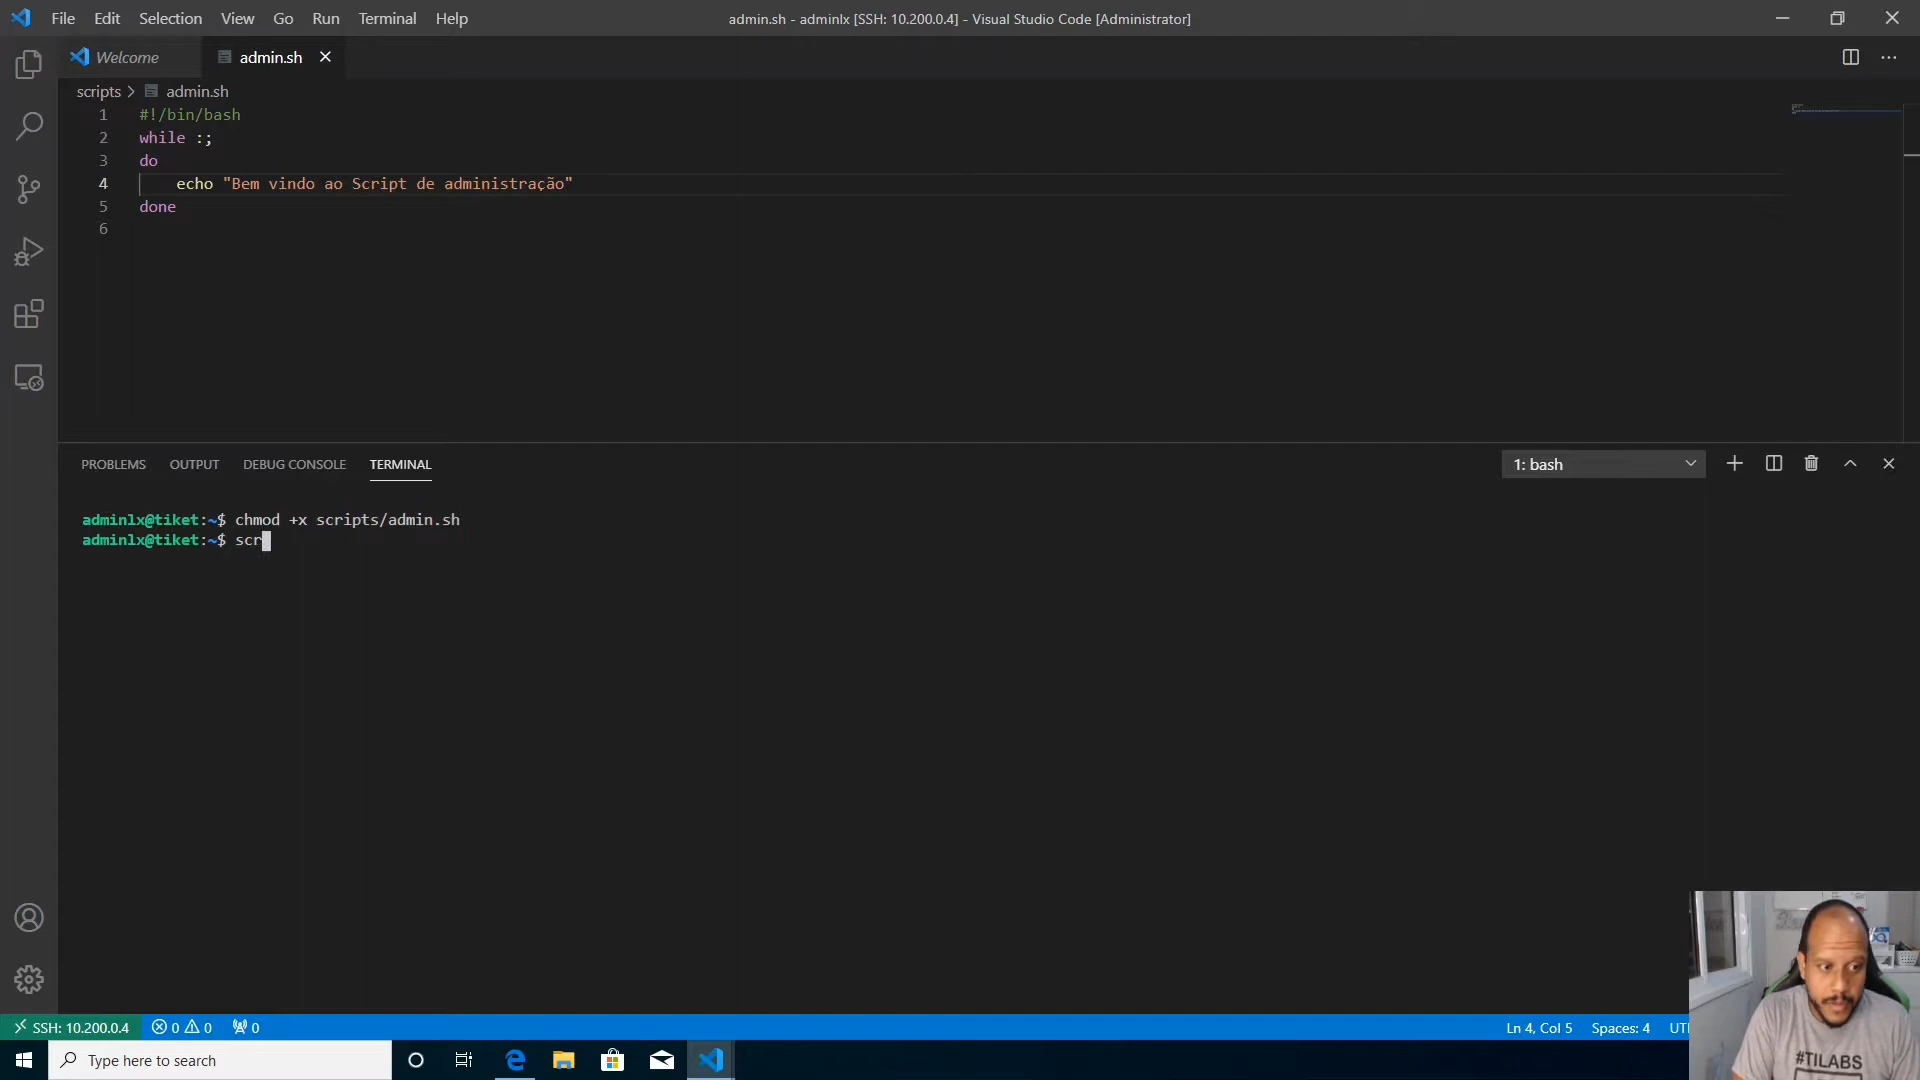 File Edit Selection View Go Run Terminal Help
admin.sh - adminlx [SSH: 10.200.0.4] - Visual Studio Code [Administrator]
Welcome
admin.sh
scripts > admin.sh
1 #!/bin/bash
2 while :;
3 do
4 echo "Bem vindo ao Script de administração"
5 done
6
PROBLEMS OUTPUT DEBUG CONSOLE TERMINAL
1: bash
adminlx@tiket:~$ chmod +x scripts/admin.sh
adminlx@tiket:~$ scr
SSH: 10.200.0.4 0 0 0
Ln 4, Col 5 Spaces: 4
Type here to search
#TILABS